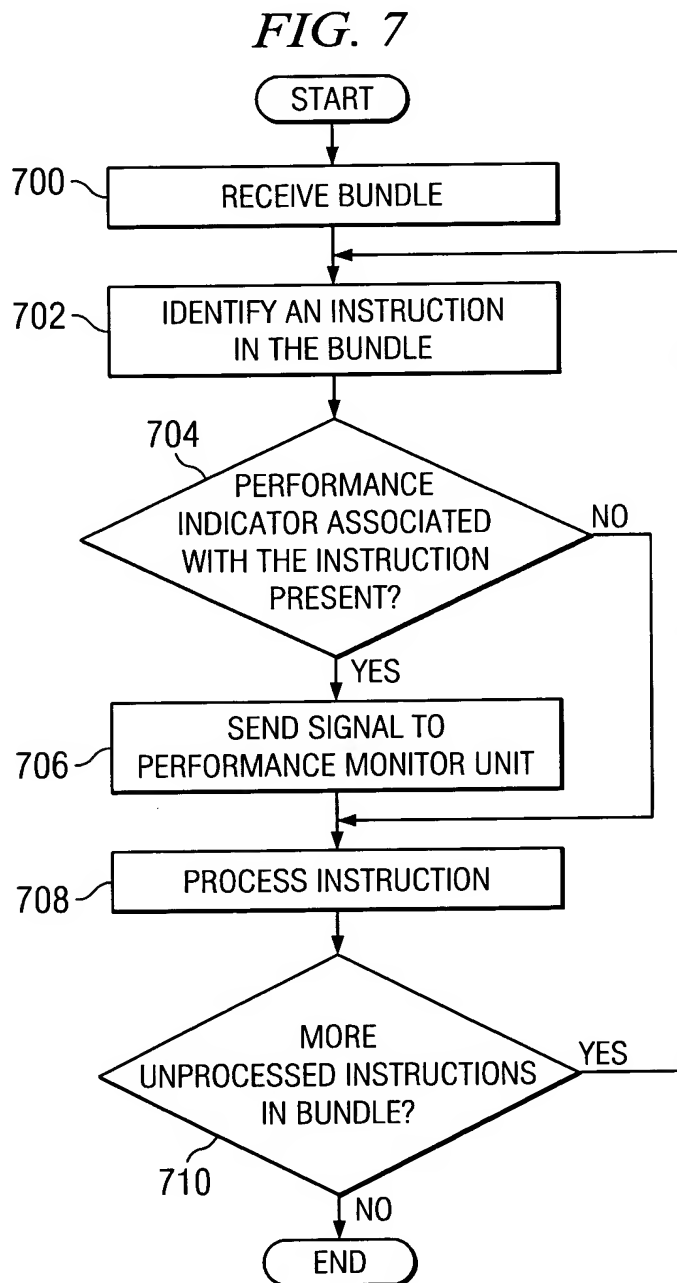 FIG. 7
START
700
RECEIVE BUNDLE
702
IDENTIFY AN INSTRUCTION
IN THE BUNDLE
704
PERFORMANCE
INDICATOR ASSOCIATED
WITH THE INSTRUCTION
PRESENT?
NO
YES
706
SEND SIGNAL TO
PERFORMANCE MONITOR UNIT
708
PROCESS INSTRUCTION
MORE
UNPROCESSED INSTRUCTIONS
IN BUNDLE?
YES
710
NO
END